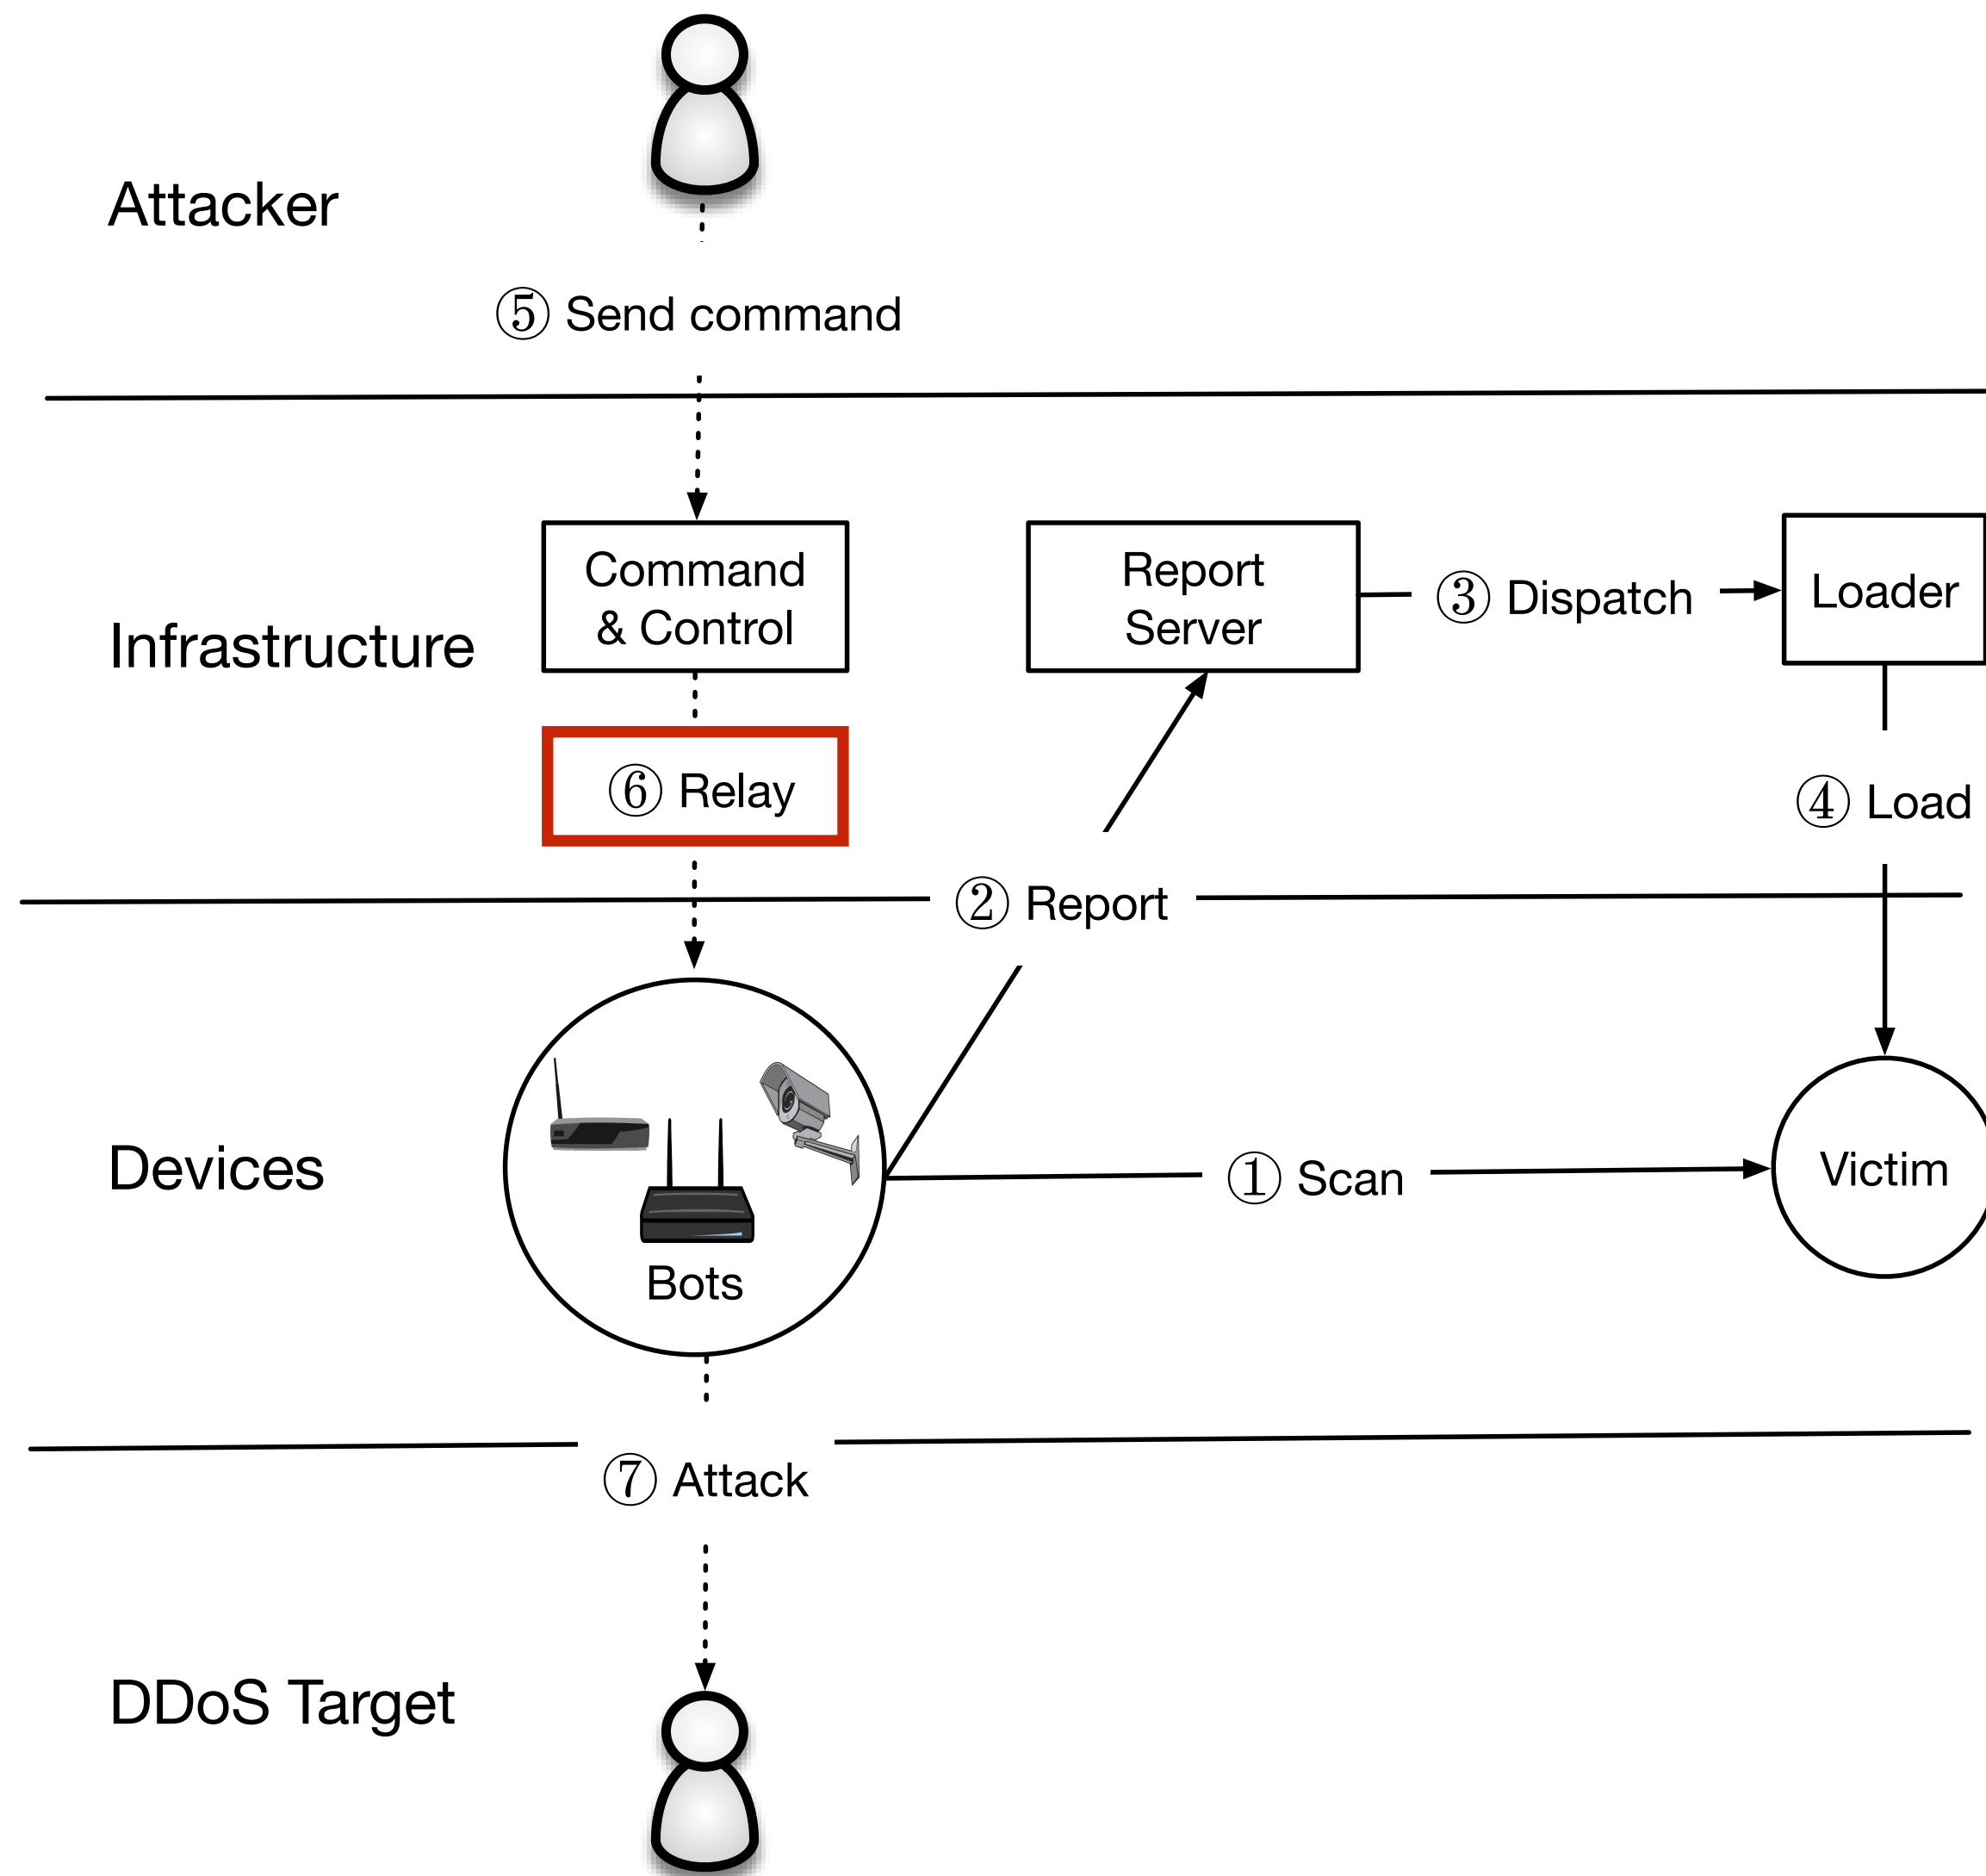 Attacker
⑤ Send command
Infrastructure
Command
& Control
Report
Server
③ Dispatch
Loader
⑥ Relay
④ Load
② Report
Devices
Bots
① Scan
Victim
⑦ Attack
DDoS Target